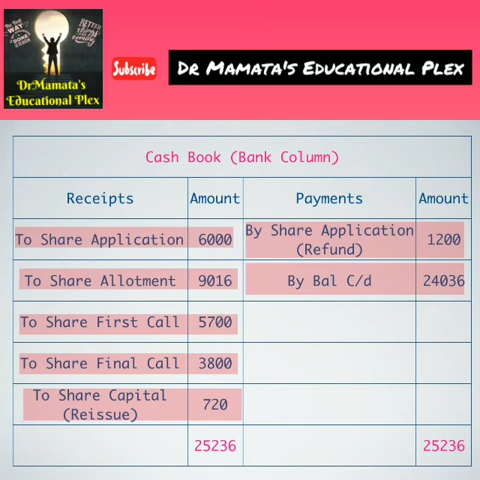 DrMamata's
Educational Plex
Subscribe
DR MAMATA'S EDUCATIONAL PLEX
Cash Book (Bank Column)
Receipts Amount Payments Amount
To Share Application 6000 By Share Application (Refund) 1200
To Share Allotment 9016 By Bal C/d 24036
To Share First Call 5700
To Share Final Call 3800
To Share Capital (Reissue) 720
25236 25236